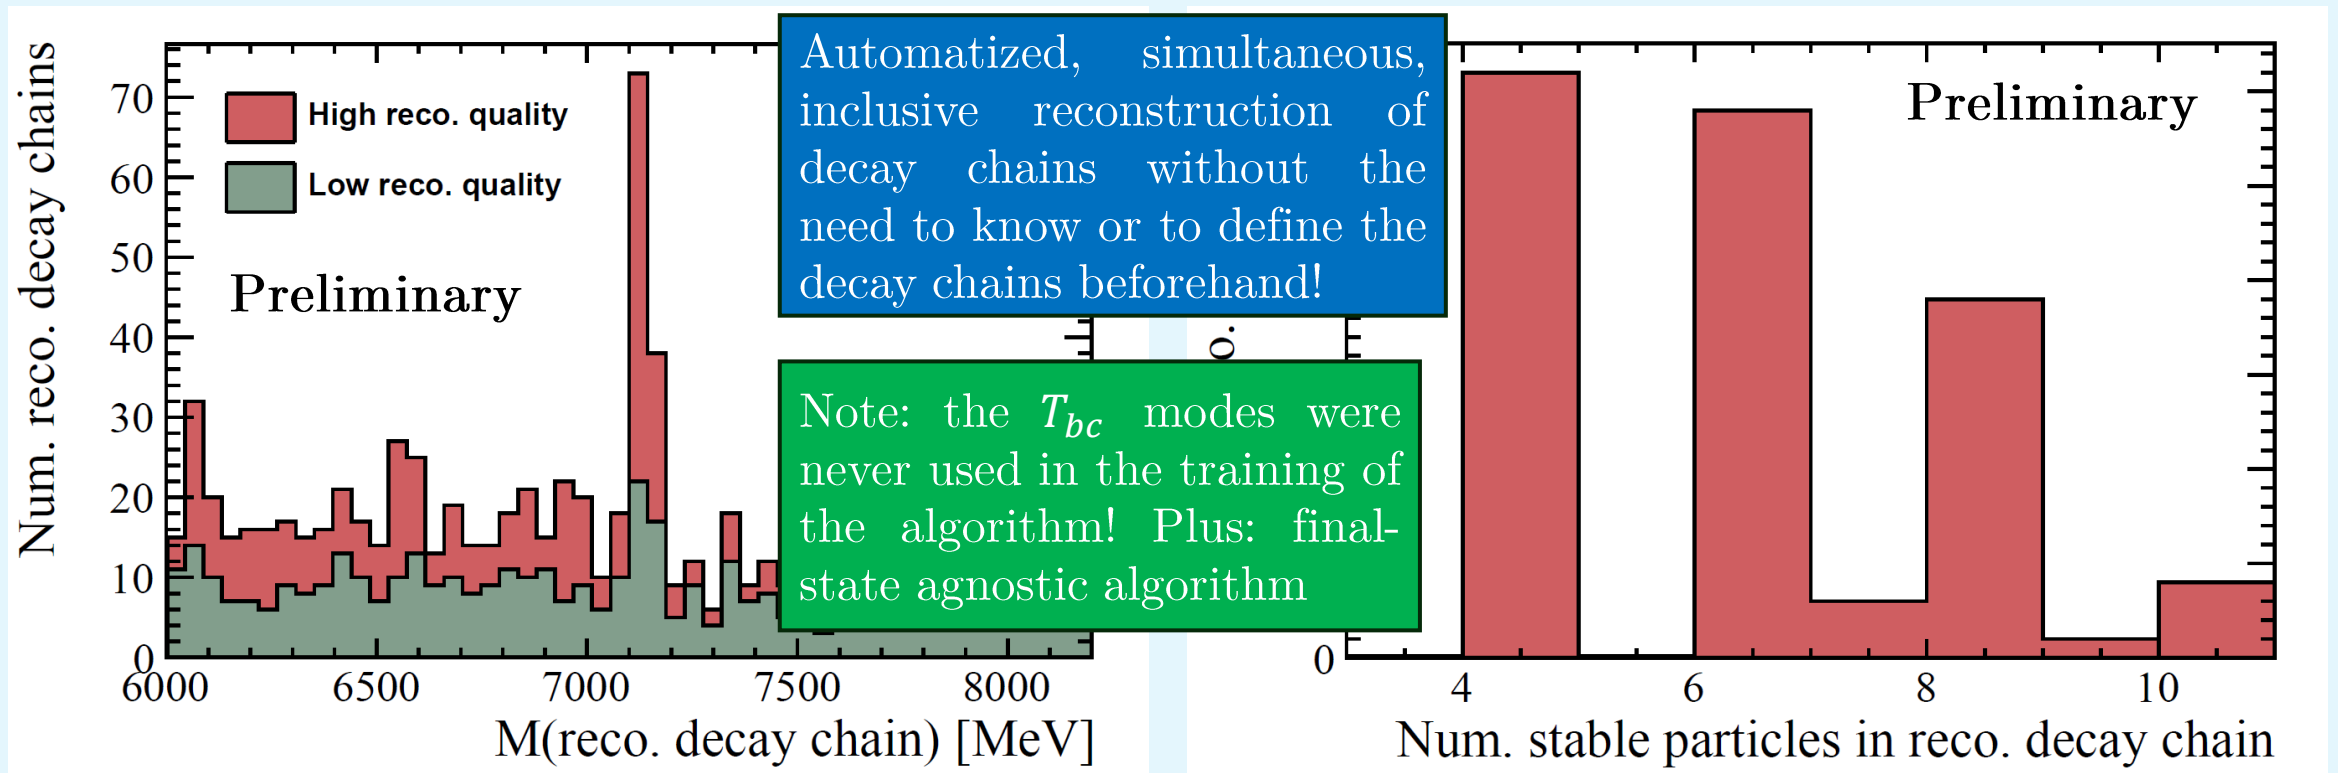 Num. reco. decay chains
70
60
50
40
30
20
10
0
High reco. quality
Low reco. quality
Preliminary
6000 6500 7000 7500 8000
M(reco. decay chain) [MeV]
Automatized, simultaneous,
inclusive reconstruction of
decay chains without the
need to know or to define the
decay chains beforehand!
Note: the T_{bc} modes were
never used in the training of
the algorithm! Plus: final-
state agnostic algorithm
o.
Preliminary
0
4 6 8 10
Num. stable particles in reco. decay chain